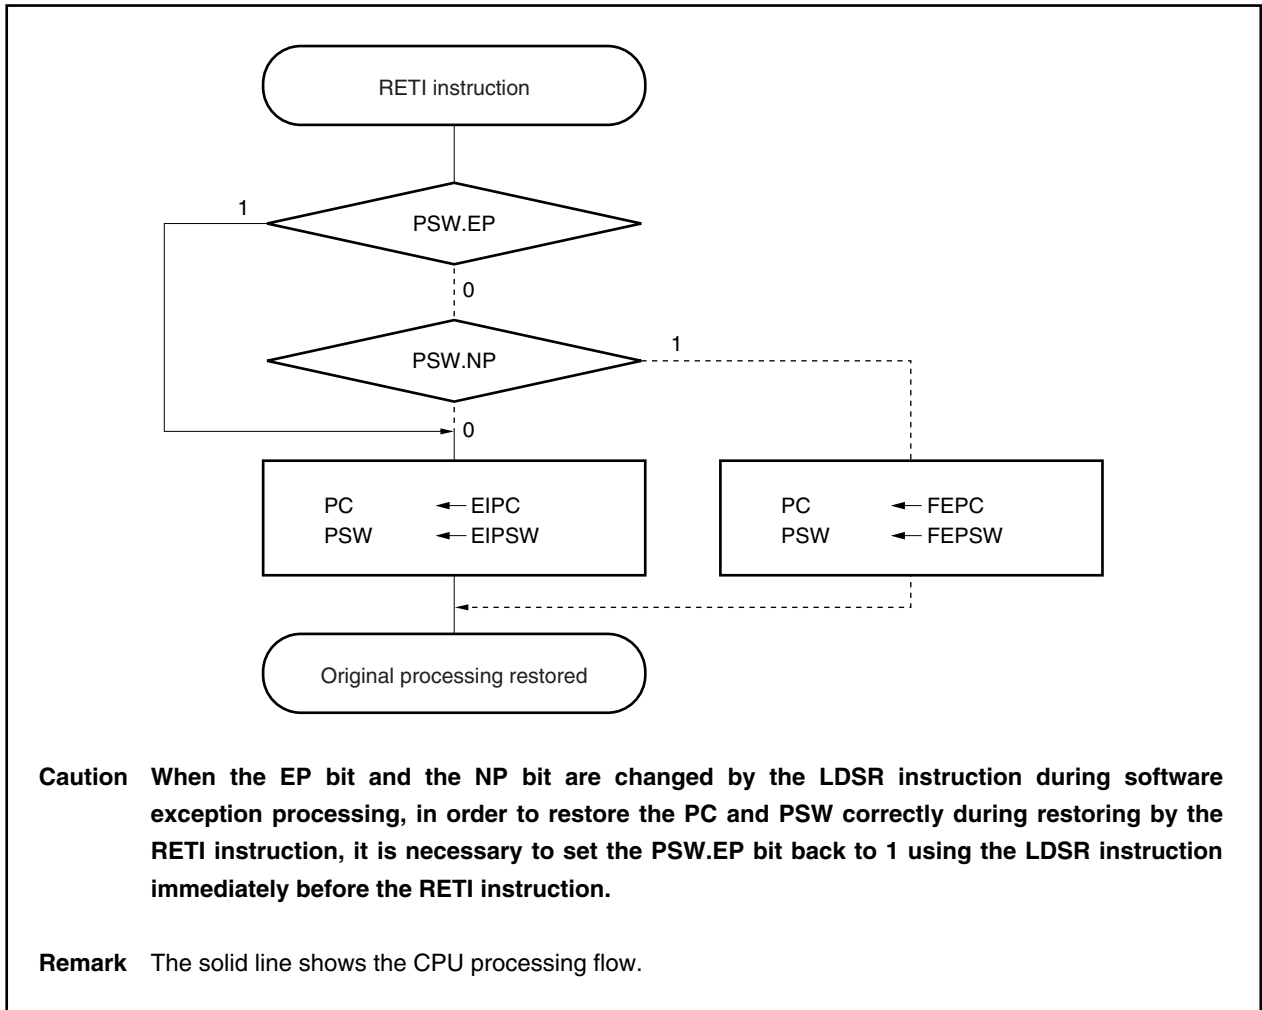 RETI instruction
1
PSW.EP
0
PSW.NP
1
0
PC ← EIPC
PSW ← EIPSW
PC ← FEPC
PSW ← FEPSW
Original processing restored
Caution When the EP bit and the NP bit are changed by the LDSR instruction during software
exception processing, in order to restore the PC and PSW correctly during restoring by the
RETI instruction, it is necessary to set the PSW.EP bit back to 1 using the LDSR instruction
immediately before the RETI instruction.
Remark The solid line shows the CPU processing flow.